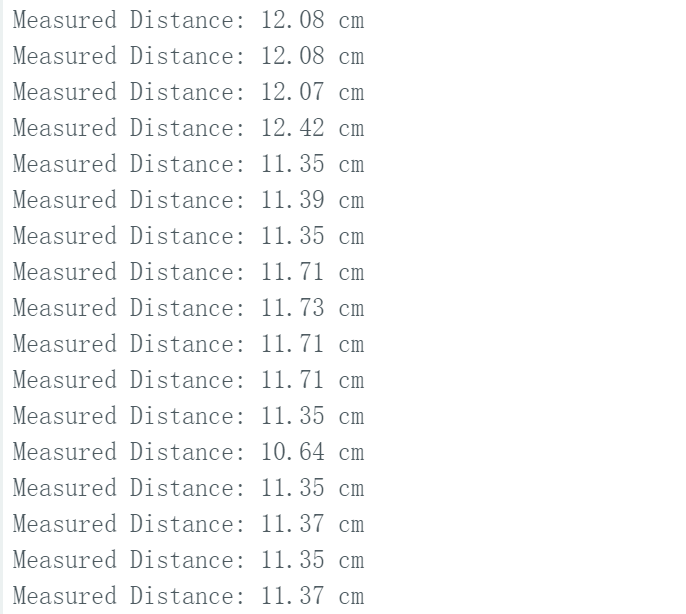 Measured Distance: 12.08 cm
Measured Distance: 12.08 cm
Measured Distance: 12.07 cm
Measured Distance: 12.42 cm
Measured Distance: 11.35 cm
Measured Distance: 11.39 cm
Measured Distance: 11.35 cm
Measured Distance: 11.71 cm
Measured Distance: 11.73 cm
Measured Distance: 11.71 cm
Measured Distance: 11.71 cm
Measured Distance: 11.35 cm
Measured Distance: 10.64 cm
Measured Distance: 11.35 cm
Measured Distance: 11.37 cm
Measured Distance: 11.35 cm
Measured Distance: 11.37 cm